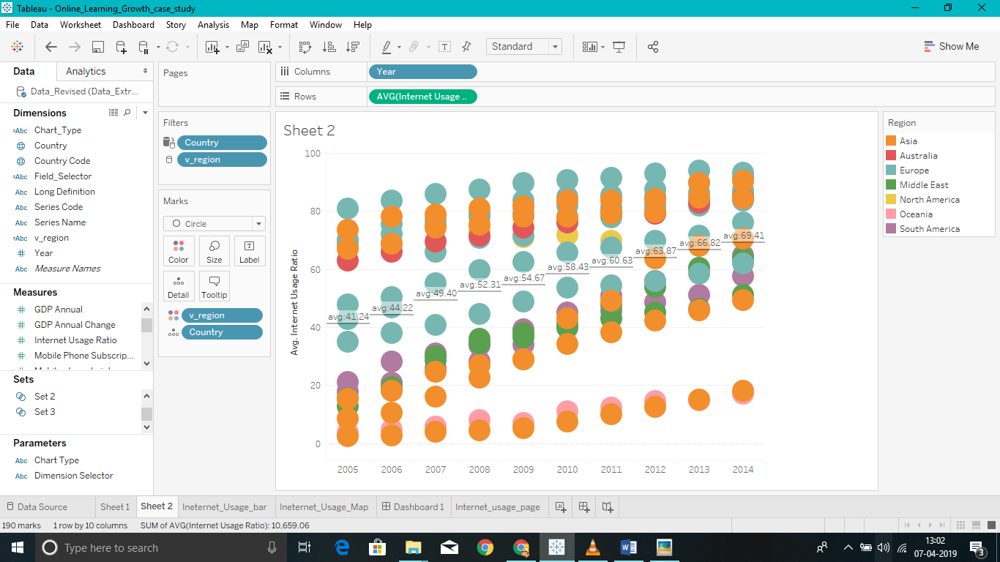 Tableau - Online_Learning_Growth_case_study
File Data Worksheet Dashboard Story Analysis Map Format Window Help
Standard
Show Me
Data Analytics
Data_Revised (Data_Extr...
Dimensions
=Abc Chart_Type
Country
Country Code
=Abc Field_Selector
Abc Long Definition
Abc Series Code
Abc Series Name
=Abc v_region
# Year
Abc Measure Names
Measures
# GDP Annual
# GDP Annual Change
# Internet Usage Ratio
# Mobile Phone Subscrip...
Sets
Set 2
Set 3
Parameters
Abc Chart Type
Abc Dimension Selector
Pages
Filters
Country
v_region
Marks
Circle
Color Size Label
Detail Tooltip
v_region
Country
Columns Year
Rows AVG(Internet Usage ..
Sheet 2
Avg. Internet Usage Ratio
100
80
60
40
20
0
avg:41.24
avg:44.22
avg:49.40
avg:52.31
avg:54.67
avg:58.43
avg:60.63
avg:63.87
avg:66.82
avg:69.41
2005 2006 2007 2008 2009 2010 2011 2012 2013 2014
Region
Asia
Australia
Europe
Middle East
North America
Oceania
South America
Data Source Sheet 1 Sheet 2 Ineternet_Usage_bar Ineternet_Usage_Map Dashboard 1 Internet_usage_page
190 marks 1 row by 10 columns SUM of AVG(Internet Usage Ratio): 10,659.06
Type here to search
13:02
07-04-2019
3